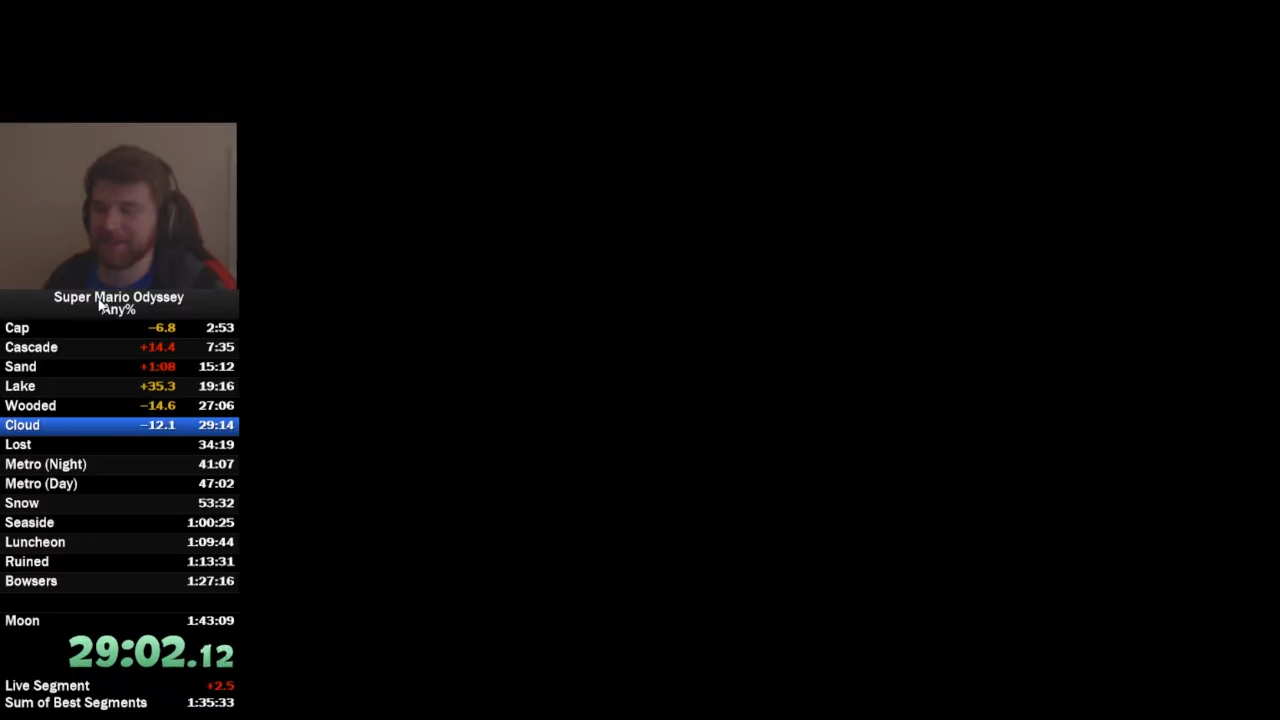 Super Mario Odyssey
Any%
Cap −6.8 2:53
Cascade +14.4 7:35
Sand +1:08 15:12
Lake +35.3 19:16
Wooded −14.6 27:06
Cloud −12.1 29:14
Lost 34:19
Metro (Night) 41:07
Metro (Day) 47:02
Snow 53:32
Seaside 1:00:25
Luncheon 1:09:44
Ruined 1:13:31
Bowsers 1:27:16
Moon 1:43:09
29:02.12
Live Segment +2.5
Sum of Best Segments 1:35:33